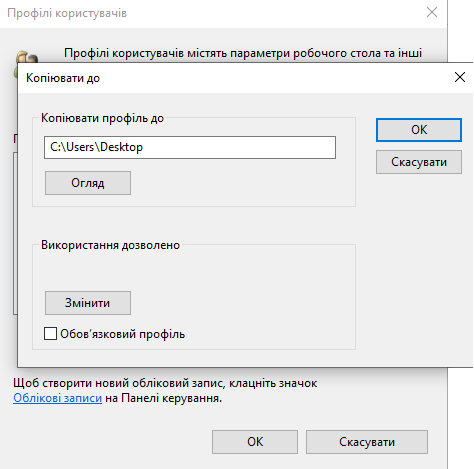 Профілі користувачів
Профілі користувачів містять параметри робочого стола та інші
Копіювати до
Копіювати профіль до
C:\Users\Desktop
Огляд
ОК
Скасувати
Використання дозволено
Змінити
Обов'язковий профіль
Щоб створити новий обліковий запис, клацніть значок
Облікові записи на Панелі керування.
ОК
Скасувати